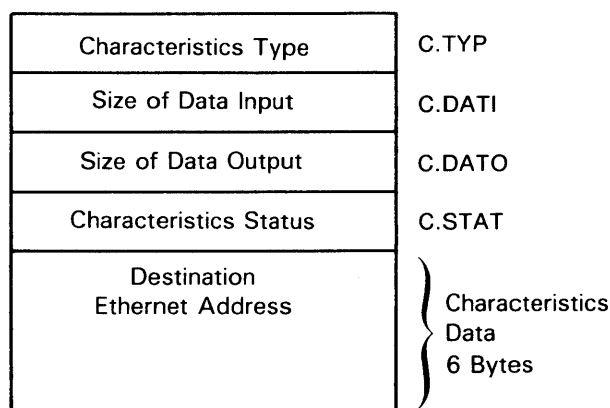 Characteristics Type C.TYP
Size of Data Input C.DATI
Size of Data Output C.DATO
Characteristics Status C.STAT
Destination
Ethernet Address
Characteristics
Data
6 Bytes